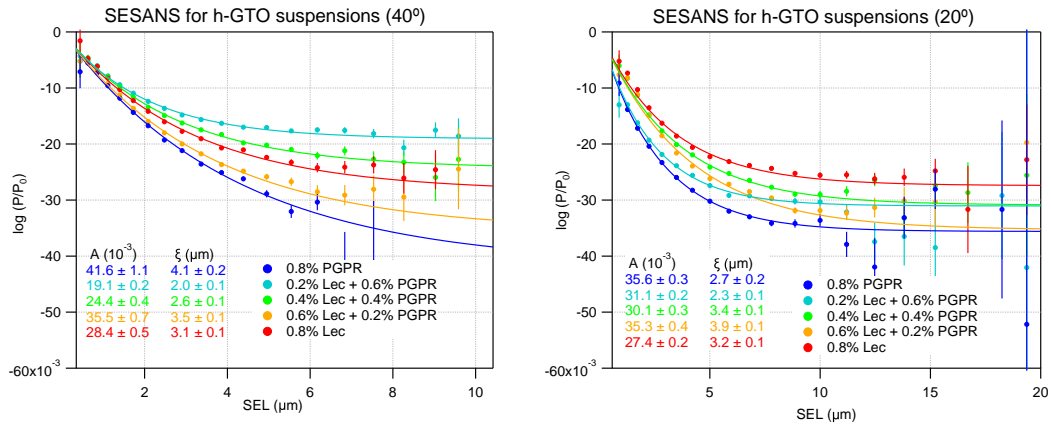 SESANS for h-GTO suspensions (40º)
0
-10
-20
-30
-40
-50
-60x10⁻³
log (P/P₀)
A (10⁻³) ξ (µm)
41.6 ± 1.1 4.1 ± 0.2 0.8% PGPR
19.1 ± 0.2 2.0 ± 0.1 0.2% Lec + 0.6% PGPR
24.4 ± 0.4 2.6 ± 0.1 0.4% Lec + 0.4% PGPR
35.5 ± 0.7 3.5 ± 0.1 0.6% Lec + 0.2% PGPR
28.4 ± 0.5 3.1 ± 0.1 0.8% Lec
2 4 6 8 10
SEL (µm)
SESANS for h-GTO suspensions (20º)
0
-10
-20
-30
-40
-50
-60x10⁻³
log (P/P₀)
A (10⁻³) ξ (µm)
35.6 ± 0.3 2.7 ± 0.2 0.8% PGPR
31.1 ± 0.2 2.3 ± 0.1 0.2% Lec + 0.6% PGPR
30.1 ± 0.3 3.4 ± 0.1 0.4% Lec + 0.4% PGPR
35.3 ± 0.4 3.9 ± 0.1 0.6% Lec + 0.2% PGPR
27.4 ± 0.2 3.2 ± 0.1 0.8% Lec
5 10 15 20
SEL (µm)